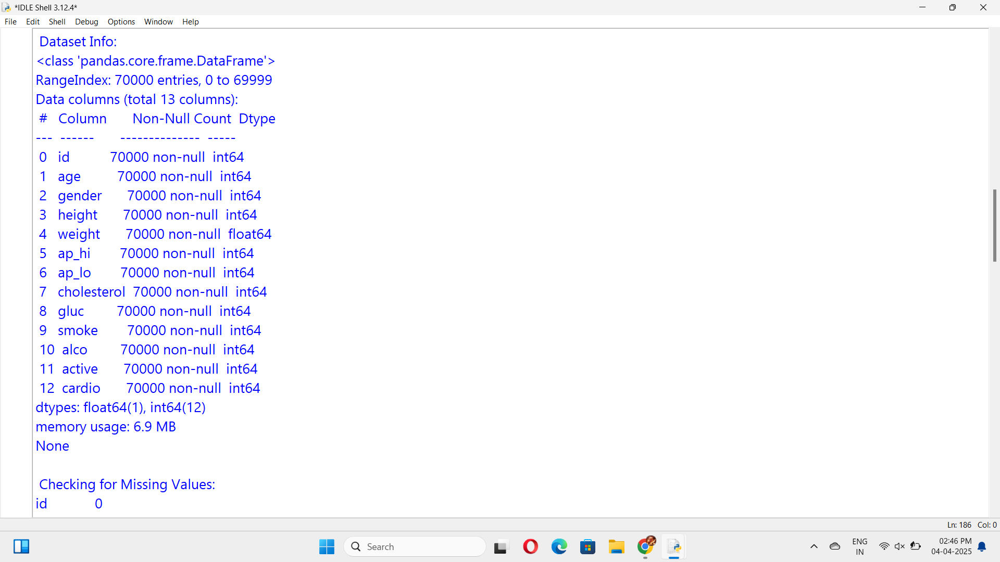 *IDLE Shell 3.12.4*
File Edit Shell Debug Options Window Help
Dataset Info:
<class 'pandas.core.frame.DataFrame'>
RangeIndex: 70000 entries, 0 to 69999
Data columns (total 13 columns):
# Column Non-Null Count Dtype
--- ------ -------------- -----
0 id 70000 non-null int64
1 age 70000 non-null int64
2 gender 70000 non-null int64
3 height 70000 non-null int64
4 weight 70000 non-null float64
5 ap_hi 70000 non-null int64
6 ap_lo 70000 non-null int64
7 cholesterol 70000 non-null int64
8 gluc 70000 non-null int64
9 smoke 70000 non-null int64
10 alco 70000 non-null int64
11 active 70000 non-null int64
12 cardio 70000 non-null int64
dtypes: float64(1), int64(12)
memory usage: 6.9 MB
None
Checking for Missing Values:
id 0
Ln: 186 Col: 0
Search
ENG
IN
02:46 PM
04-04-2025